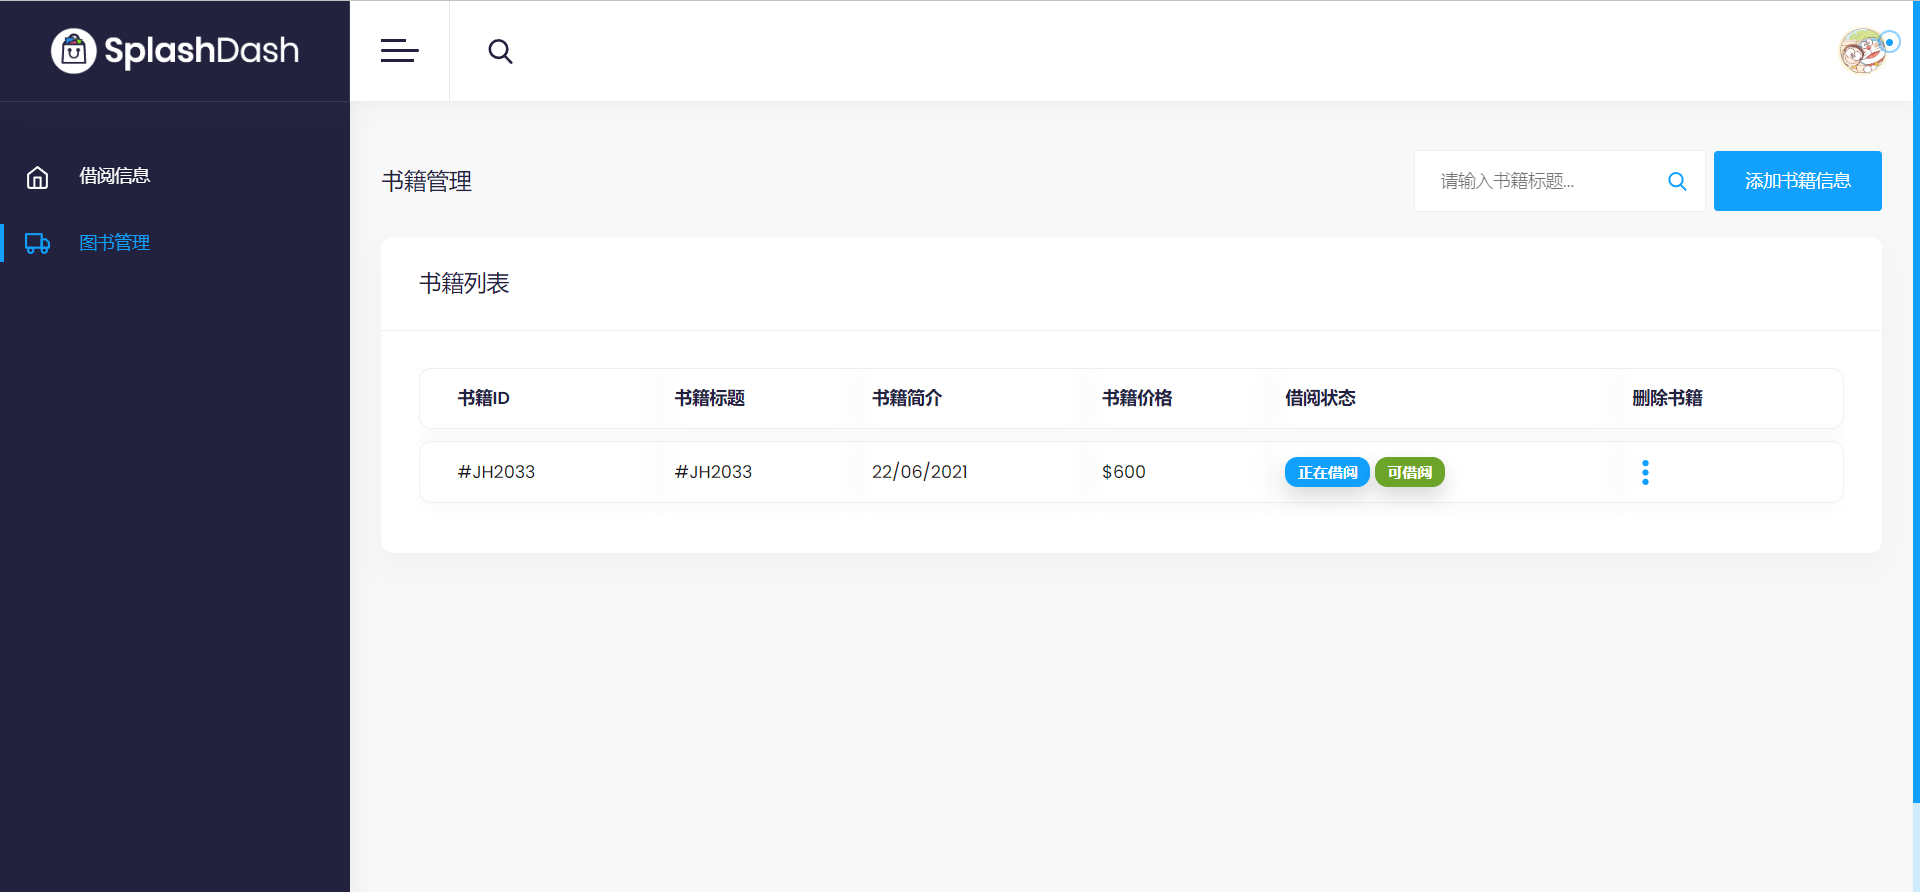 SplashDash
借阅信息
图书管理
书籍管理
请输入书籍标题...
添加书籍信息
书籍列表
书籍ID 书籍标题 书籍简介 书籍价格 借阅状态 删除书籍
#JH2033 #JH2033 22/06/2021 $600 正在借阅 可借阅